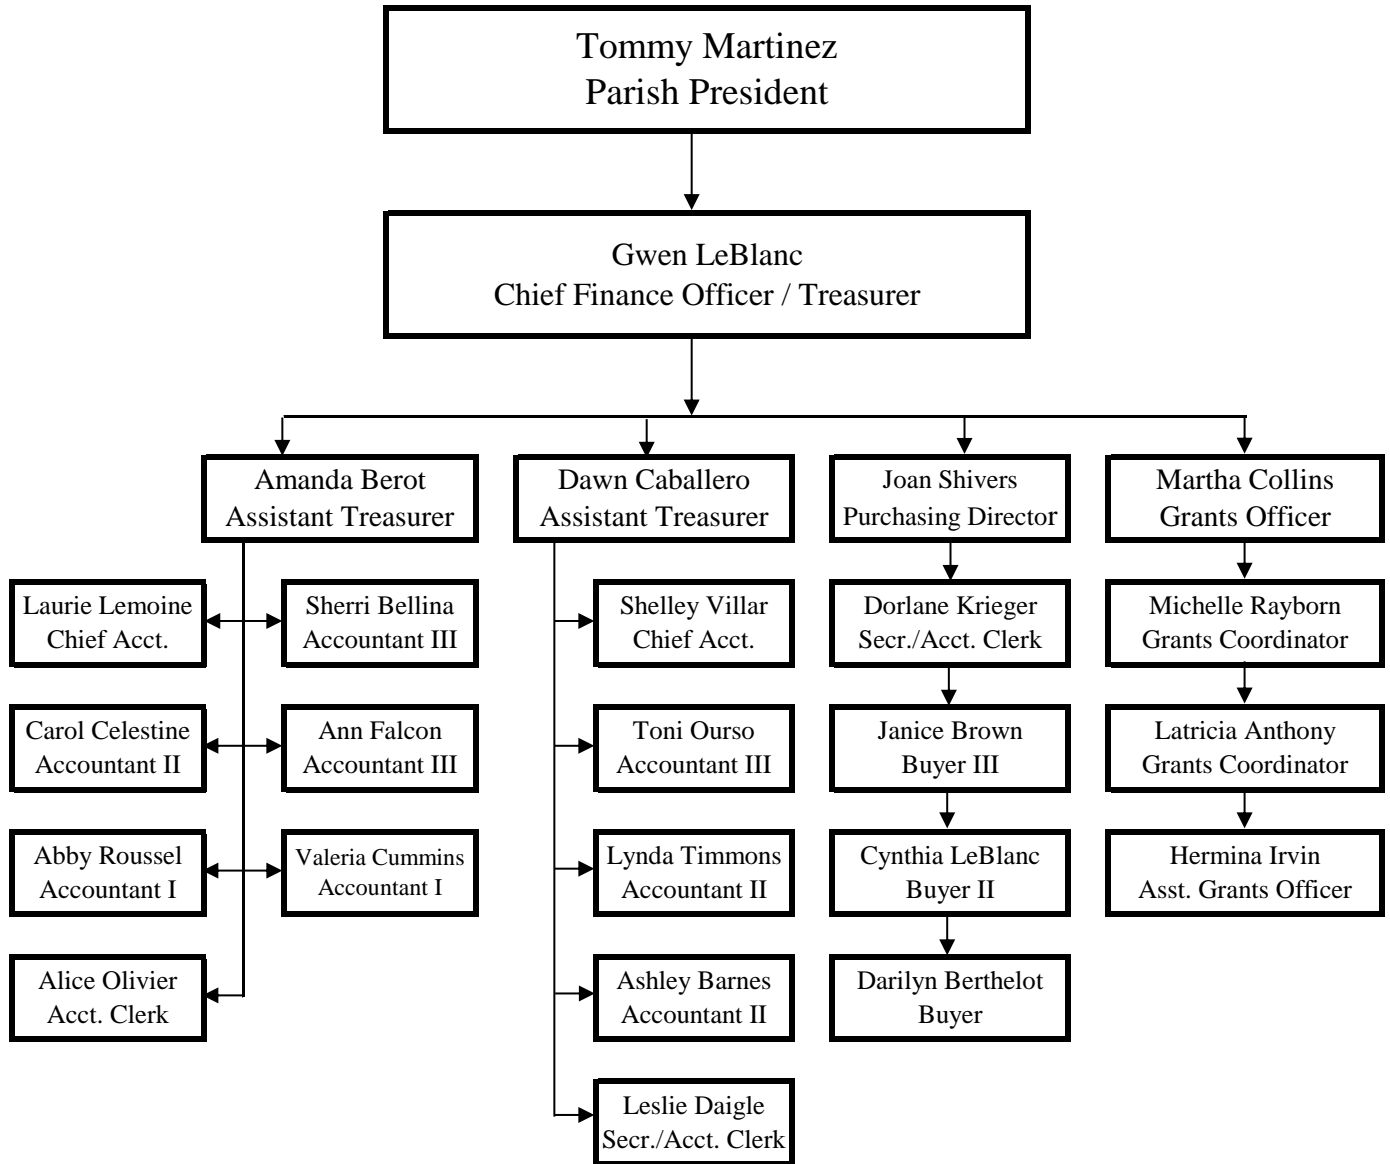 Tommy Martinez
Parish President
Gwen LeBlanc
Chief Finance Officer / Treasurer
Amanda Berot
Assistant Treasurer
Dawn Caballero
Assistant Treasurer
Joan Shivers
Purchasing Director
Martha Collins
Grants Officer
Laurie Lemoine
Chief Acct.
Sherri Bellina
Accountant III
Shelley Villar
Chief Acct.
Dorlane Krieger
Secr./Acct. Clerk
Michelle Rayborn
Grants Coordinator
Carol Celestine
Accountant II
Ann Falcon
Accountant III
Toni Ourso
Accountant III
Janice Brown
Buyer III
Latricia Anthony
Grants Coordinator
Abby Roussel
Accountant I
Valeria Cummins
Accountant I
Lynda Timmons
Accountant II
Cynthia LeBlanc
Buyer II
Hermina Irvin
Asst. Grants Officer
Alice Olivier
Acct. Clerk
Ashley Barnes
Accountant II
Darilyn Berthelot
Buyer
Leslie Daigle
Secr./Acct. Clerk